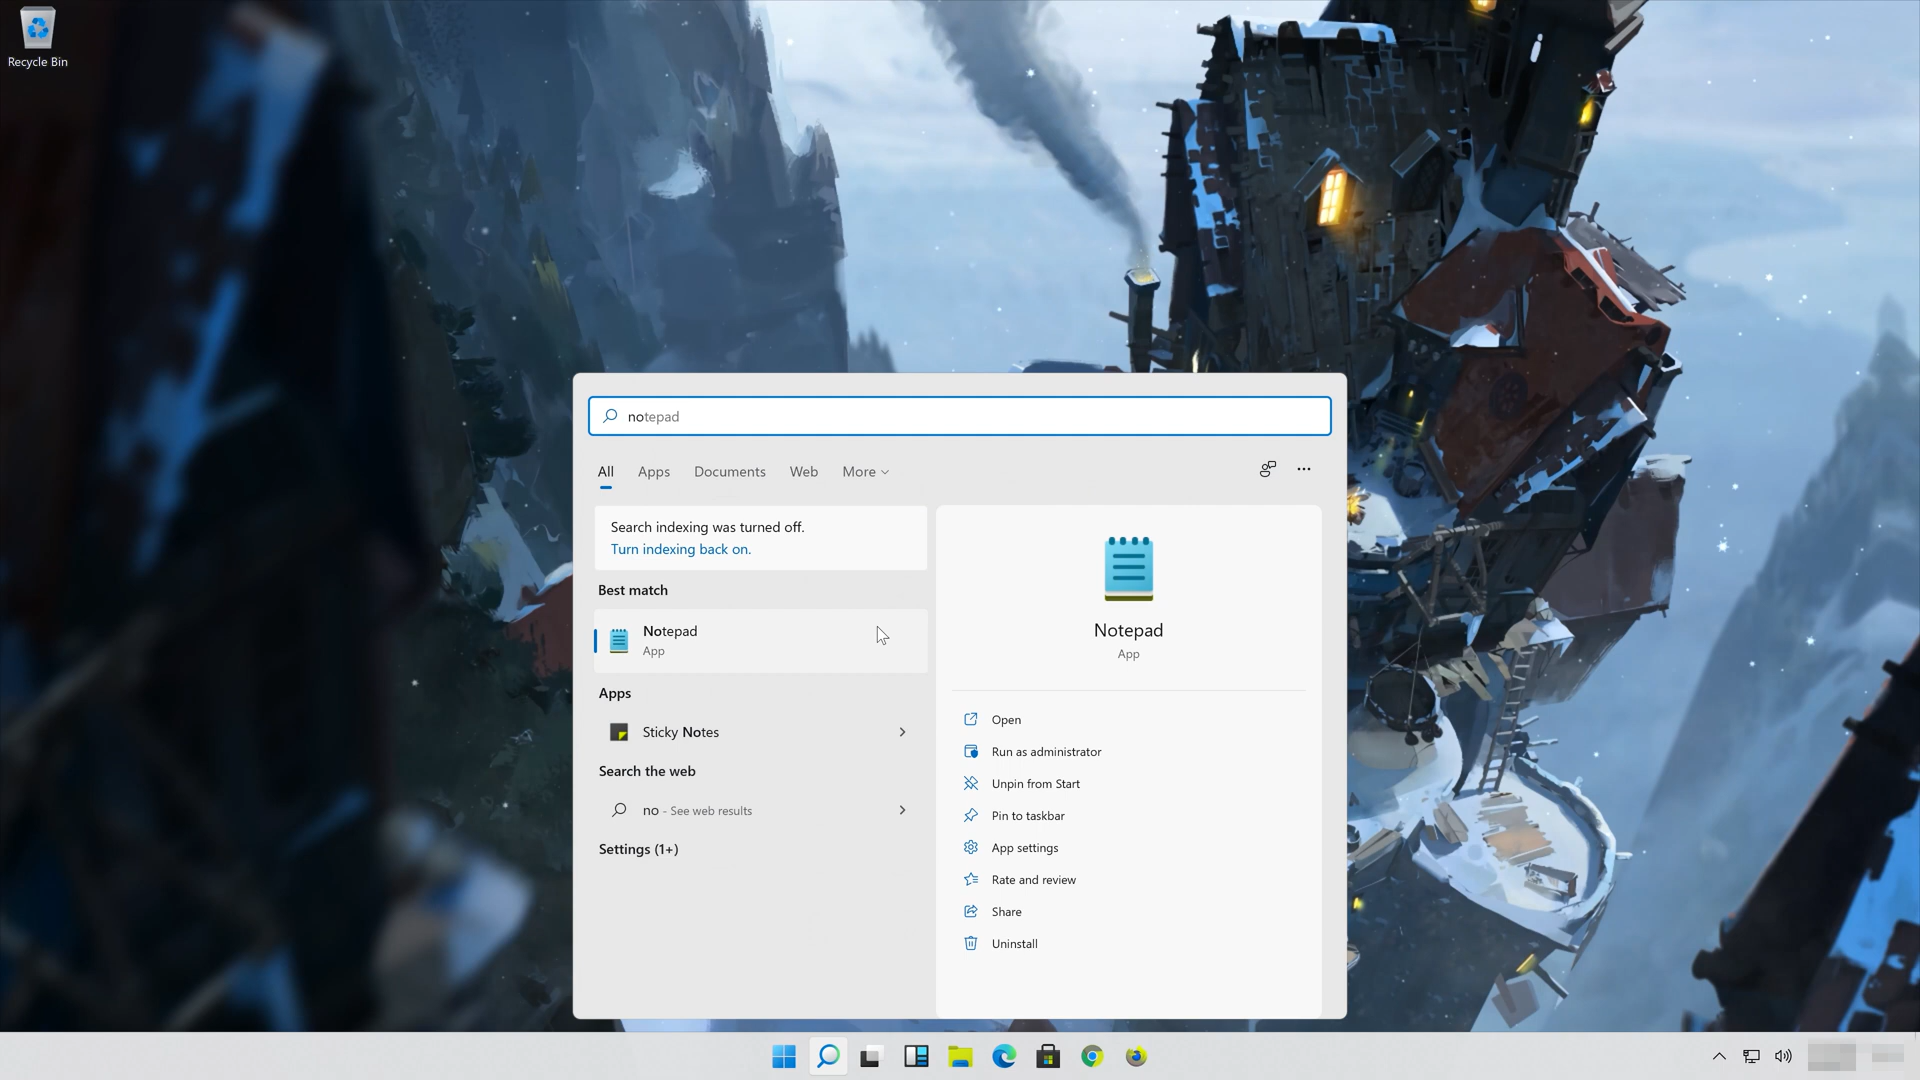 Recycle Bin
notepad
All
Apps
Documents
Web
More
Search indexing was turned off.
Turn indexing back on.
Best match
Notepad
App
Apps
Sticky Notes
Search the web
no - See web results
Settings (1+)
Notepad
App
Open
Run as administrator
Unpin from Start
Pin to taskbar
App settings
Rate and review
Share
Uninstall